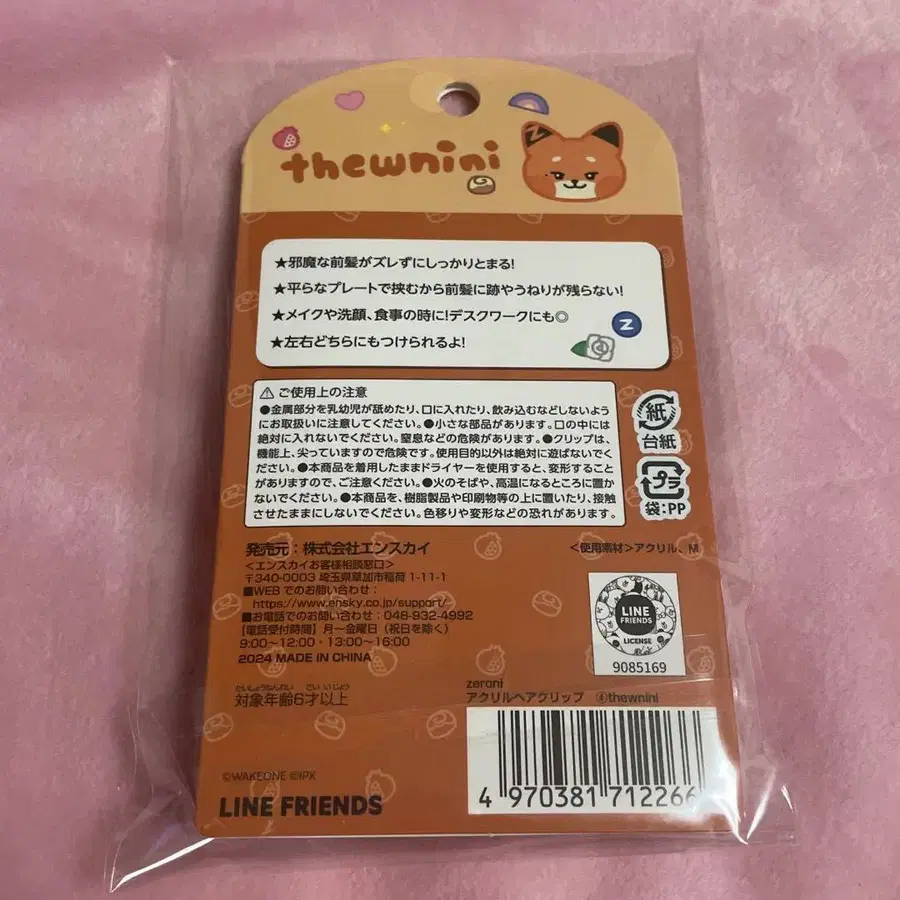 thewnini
Z
★邪魔な前髪がズレずにしっかりとまる!
★平らなプレートで挟むから前髪に跡やうねりが残らない!
★メイクや洗顔、食事の時に!デスクワークにも◎
★左右どちらにもつけられるよ!
Z
⚠ ご使用上の注意
●金属部分を乳幼児が舐めたり、口に入れたり、飲み込むなどしないよう
にお取扱いに注意してください。●小さな部品があります。口の中には
絶対に入れないでください。窒息などの危険があります。●クリップは、
機能上、尖っていますので危険です。使用目的以外は絶対に遊ばないでく
ださい。●本商品を着用したままドライヤーを使用すると、変形すること
がありますので、ご注意ください。●火のそばや、高温になるところに置か
ないでください。●本商品を、樹脂製品や印刷物等の上に置いたり、接触
させたままにしないでください。色移りや変形などの恐れがあります。
紙
台紙
プラ
袋:PP
発売元:株式会社エンスカイ
<エンスカイお客様相談窓口>
〒340-0003 埼玉県草加市稲荷 1-11-1
■WEB でのお問い合わせ:
https://www.ensky.co.jp/support/
■お電話でのお問い合わせ:048-932-4992
【電話受付時間】月~金曜日(祝日を除く)
9:00~12:00・13:00~16:00
2024 MADE IN CHINA
<使用素材>アクリル、M
LINE
FRIENDS
LICENSE
9085169
たいしょうねんれい さい いじょう
対象年齢6才以上
zeroni
アクリルヘアクリップ ④thewnini
4 970381 712266
©WAKEONE ©IPX
LINE FRIENDS